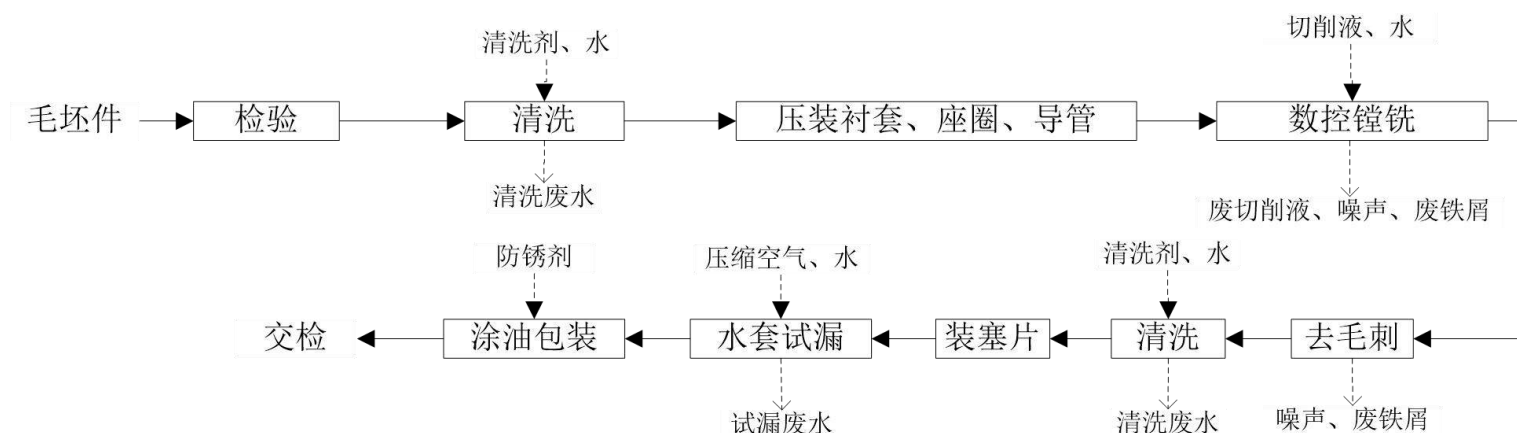 清洗剂、水
切削液、水
毛坯件
检验
清洗
压装衬套、座圈、导管
数控镗铣
清洗废水
废切削液、噪声、废铁屑
防锈剂
压缩空气、水
清洗剂、水
交检
涂油包装
水套试漏
装塞片
清洗
去毛刺
试漏废水
清洗废水
噪声、废铁屑